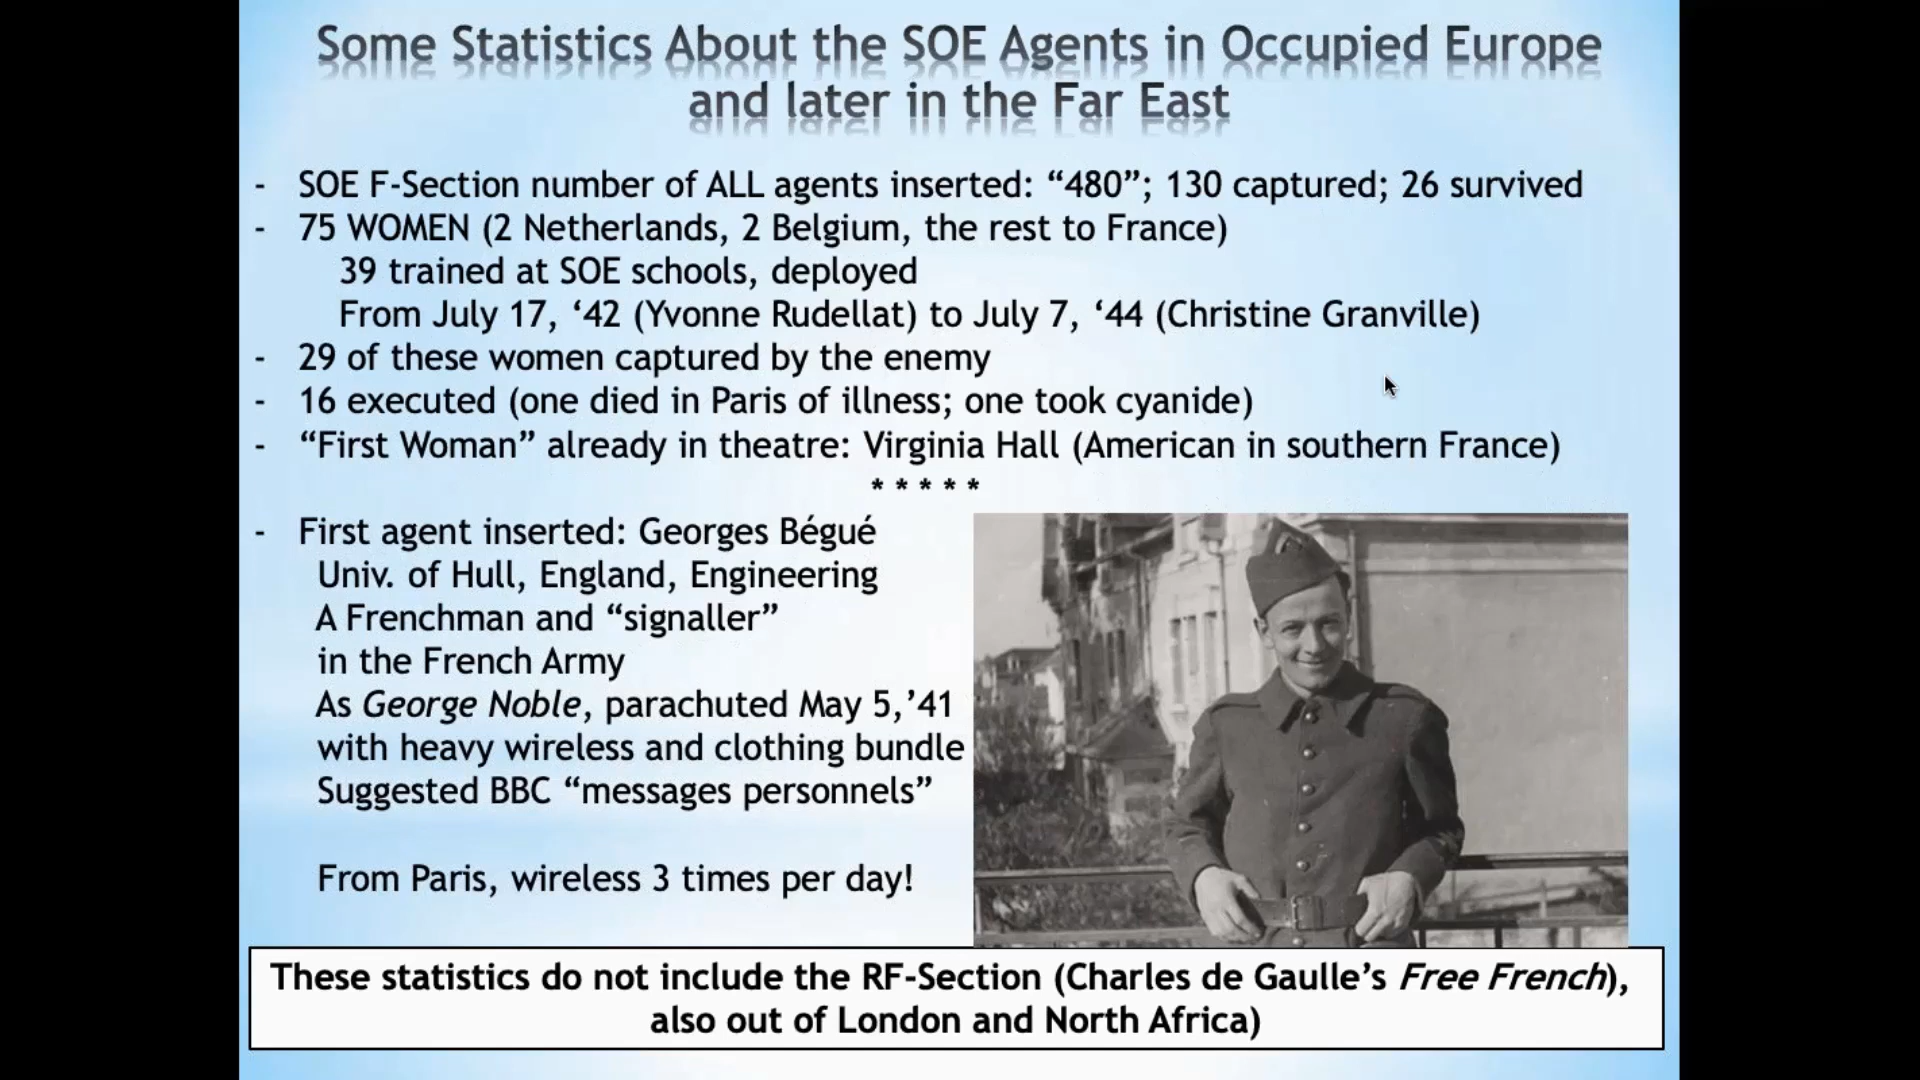 Some Statistics About the SOE Agents in Occupied Europe
and later in the Far East
- SOE F-Section number of ALL agents inserted: “480”; 130 captured; 26 survived
- 75 WOMEN (2 Netherlands, 2 Belgium, the rest to France)
39 trained at SOE schools, deployed
From July 17, ‘42 (Yvonne Rudellat) to July 7, ‘44 (Christine Granville)
- 29 of these women captured by the enemy
- 16 executed (one died in Paris of illness; one took cyanide)
- “First Woman” already in theatre: Virginia Hall (American in southern France)
* * * * *
- First agent inserted: Georges Bégué
Univ. of Hull, England, Engineering
A Frenchman and “signaller”
in the French Army
As George Noble, parachuted May 5,’41
with heavy wireless and clothing bundle
Suggested BBC “messages personnels”
From Paris, wireless 3 times per day!
These statistics do not include the RF-Section (Charles de Gaulle’s Free French),
also out of London and North Africa)